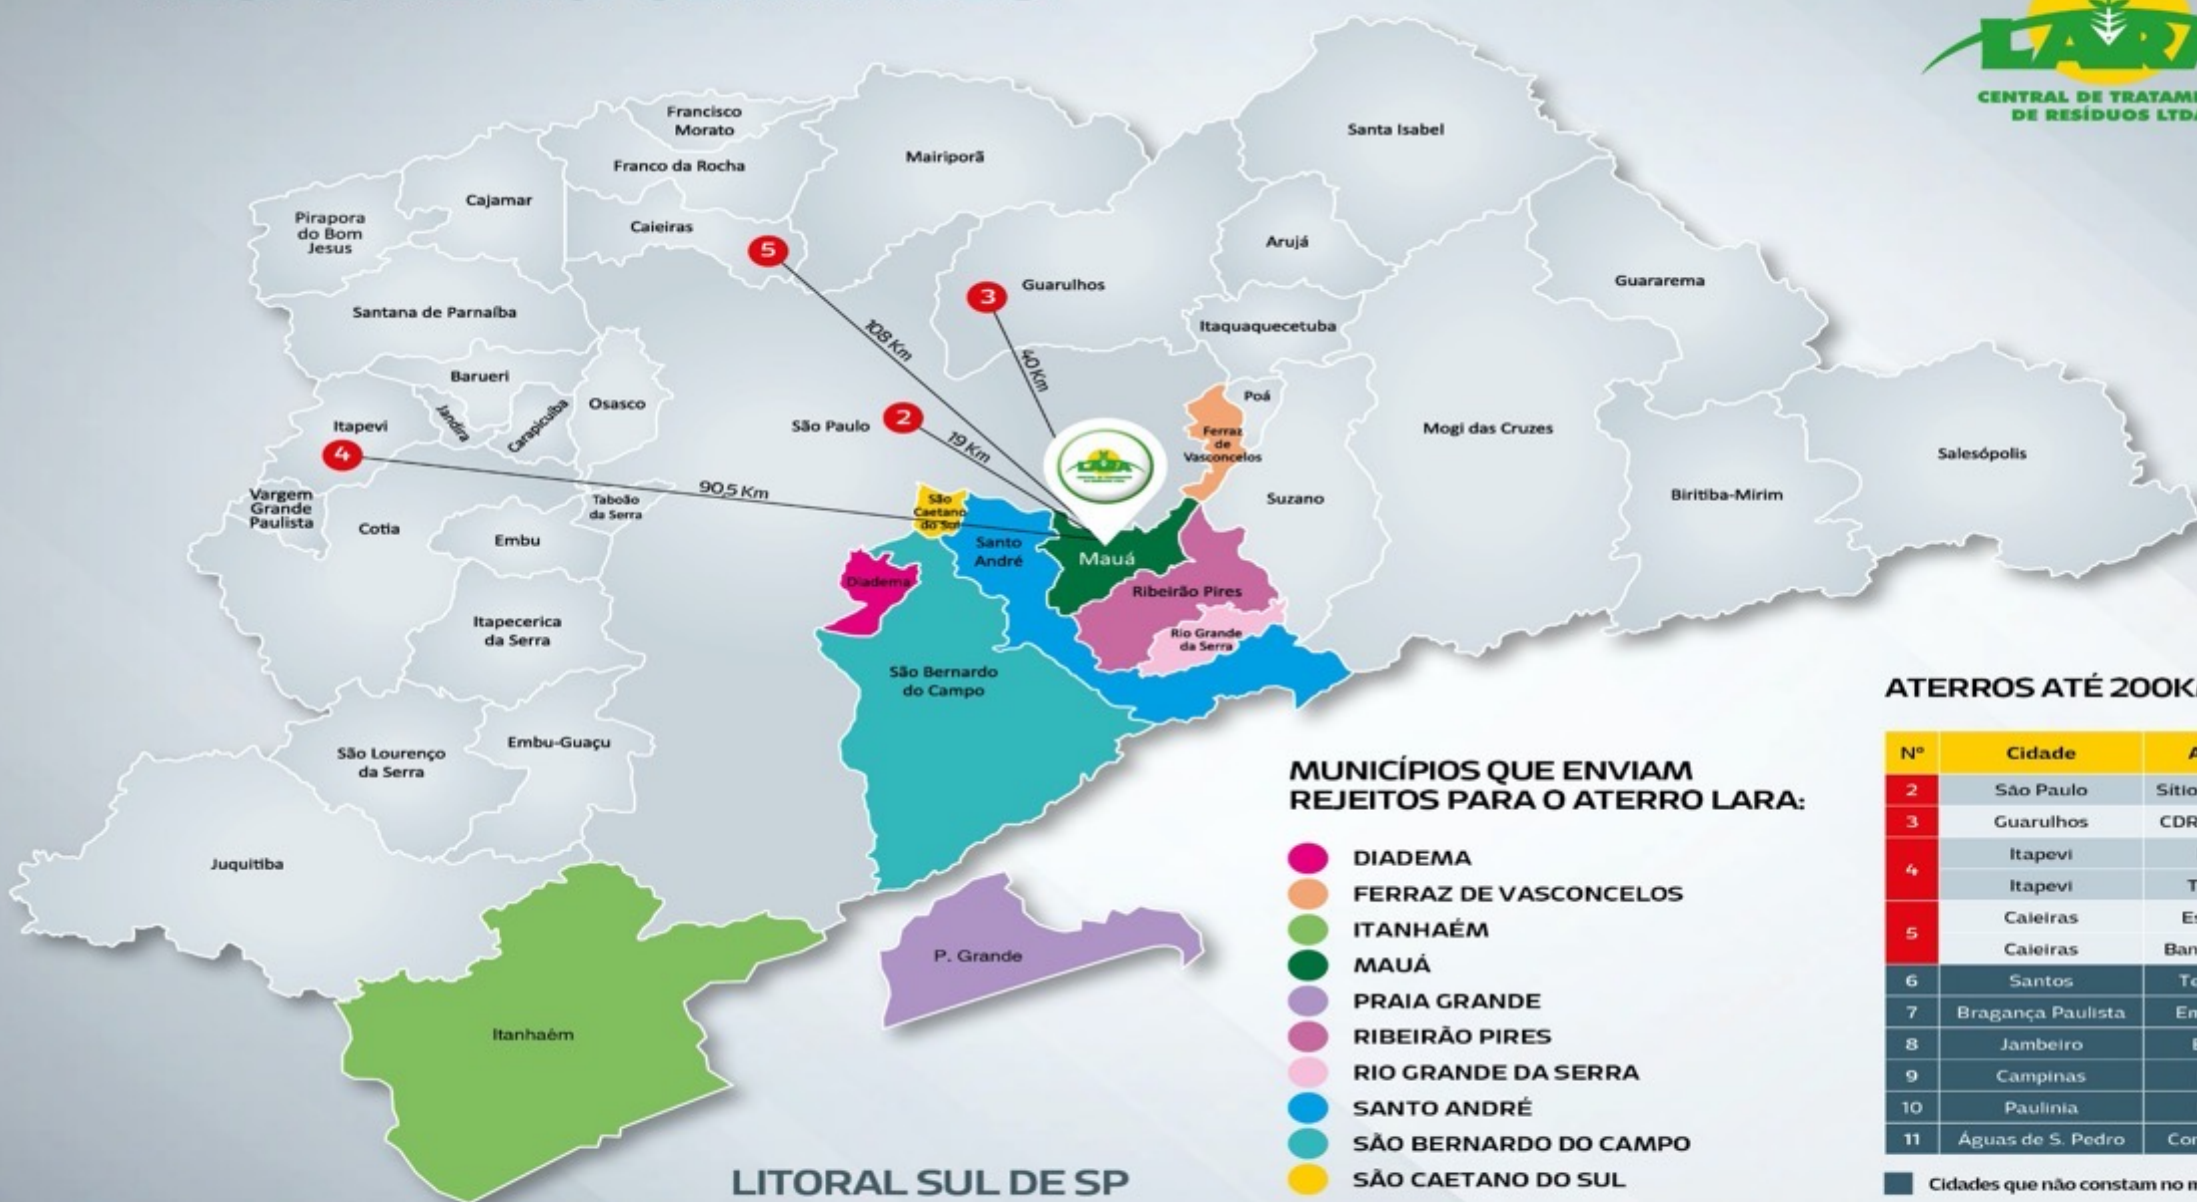 CENTRAL DE
DE RESÍDUOS
Francisco
Morato
Franco da Rocha
Mairiporã
Santa Isabel
Cajamar
Pirapora
do Bom
Jesus
Caieiras
5
Arujá
Guarulhos
3
Guararema
Santana de Parnaíba
Itaquaquecetuba
108 Km
40 Km
Barueri
Jandira
Carapicuíba
Osasco
Poá
São Paulo
2
19 Km
Itapevi
4
90,5 Km
Ferraz
de
Vasconcelos
Mogi das Cruzes
Salesópolis
Biritiba-Mirim
Suzano
Vargem
Grande
Paulista
Cotia
Taboão
da Serra
Embu
São
Caetano
do Sul
Santo
André
Mauá
Diadema
Ribeirão Pires
Rio Grande
da Serra
Itapecerica
da Serra
São Bernardo
do Campo
São Lourenço
da Serra
Embu-Guaçu
Juquitiba
P. Grande
Itanhaém
LITORAL SUL DE SP
MUNICÍPIOS QUE ENVIAM
REJEITOS PARA O ATERRO LARA:
DIADEMA
FERRAZ DE VASCONCELOS
ITANHAÉM
MAUÁ
PRAIA GRANDE
RIBEIRÃO PIRES
RIO GRANDE DA SERRA
SANTO ANDRÉ
SÃO BERNARDO DO CAMPO
SÃO CAETANO DO SUL
ATERROS ATÉ
Nº Cidade
2 São Paulo Sítio
3 Guarulhos CDR
4 Itapevi
Itapevi
5 Caieiras
Caieiras
6 Santos
7 Bragança Paulista
8 Jambeiro
9 Campinas
10 Paulinia
11 Águas de S. Pedro
Cidades que não constam no